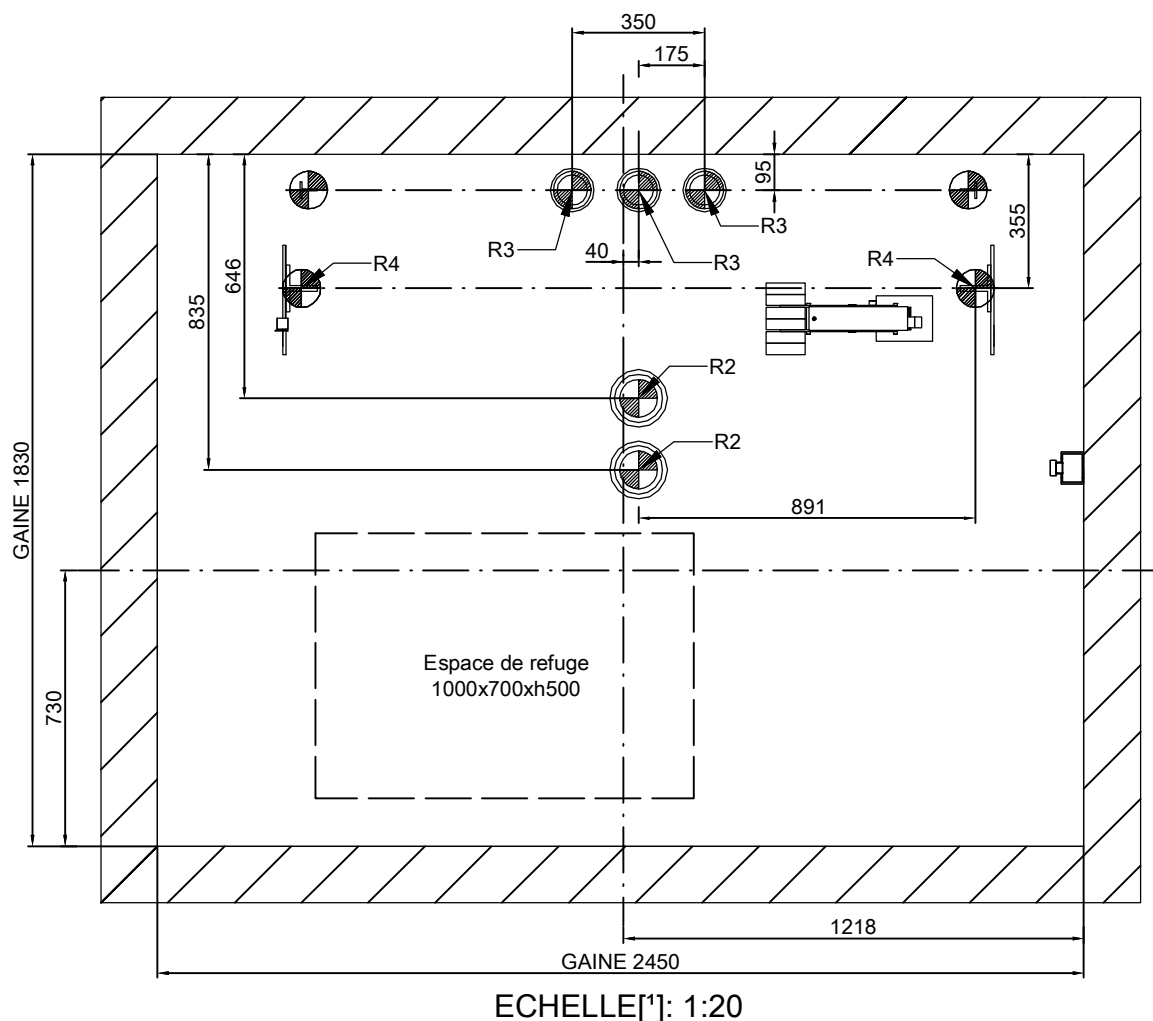 350
175
95
355
R3
R3
R3
40
R4
R4
646
835
R2
R2
GAINE 1830
891
Espace de refuge
1000x700xh500
730
1218
GAINE 2450
ECHELLE[¹]: 1:20